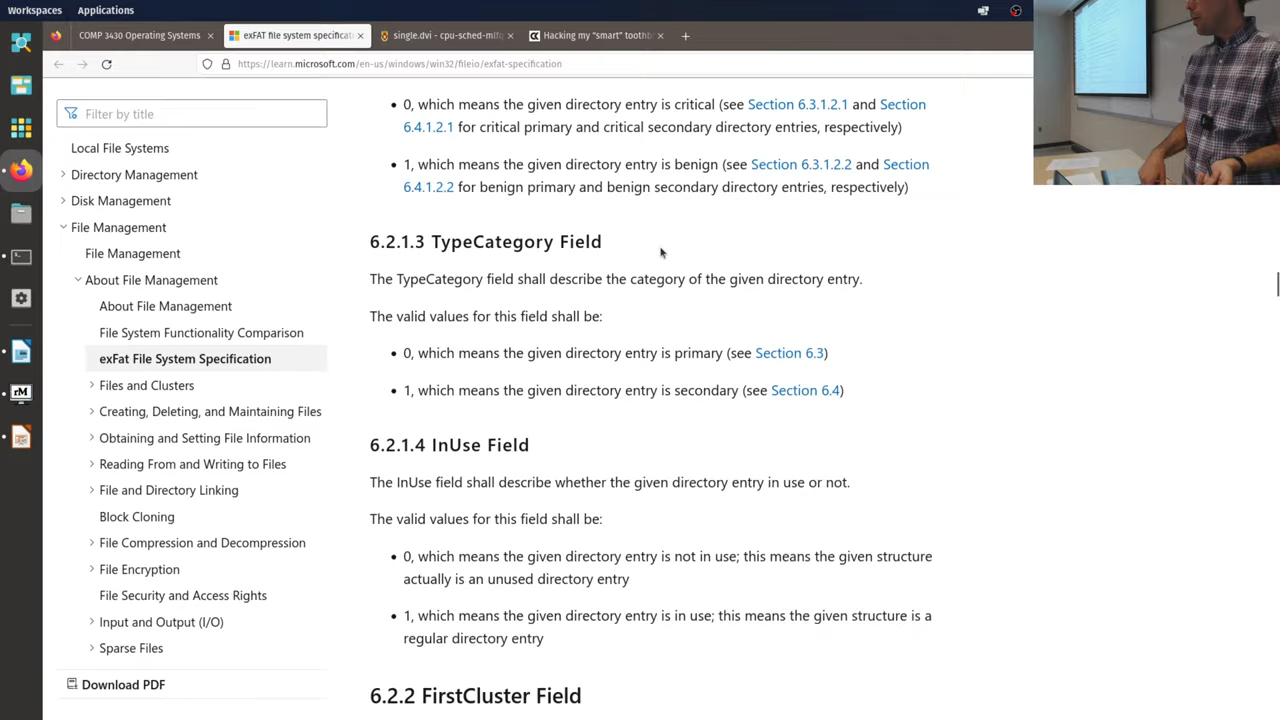 Workspaces Applications
COMP 3430 Operating Systems
exFAT file system specificati
single.dvi - cpu-sched-mlfq
Hacking my "smart" toothb
https://learn.microsoft.com/en-us/windows/win32/fileio/exfat-specification
Filter by title
Local File Systems
Directory Management
Disk Management
File Management
File Management
About File Management
About File Management
File System Functionality Comparison
exFat File System Specification
Files and Clusters
Creating, Deleting, and Maintaining Files
Obtaining and Setting File Information
Reading From and Writing to Files
File and Directory Linking
Block Cloning
File Compression and Decompression
File Encryption
File Security and Access Rights
Input and Output (I/O)
Sparse Files
Download PDF
rM
• 0, which means the given directory entry is critical (see Section 6.3.1.2.1 and Section
6.4.1.2.1 for critical primary and critical secondary directory entries, respectively)
• 1, which means the given directory entry is benign (see Section 6.3.1.2.2 and Section
6.4.1.2.2 for benign primary and benign secondary directory entries, respectively)
6.2.1.3 TypeCategory Field
The TypeCategory field shall describe the category of the given directory entry.
The valid values for this field shall be:
• 0, which means the given directory entry is primary (see Section 6.3)
• 1, which means the given directory entry is secondary (see Section 6.4)
6.2.1.4 InUse Field
The InUse field shall describe whether the given directory entry in use or not.
The valid values for this field shall be:
• 0, which means the given directory entry is not in use; this means the given structure
actually is an unused directory entry
• 1, which means the given directory entry is in use; this means the given structure is a
regular directory entry
6.2.2 FirstCluster Field